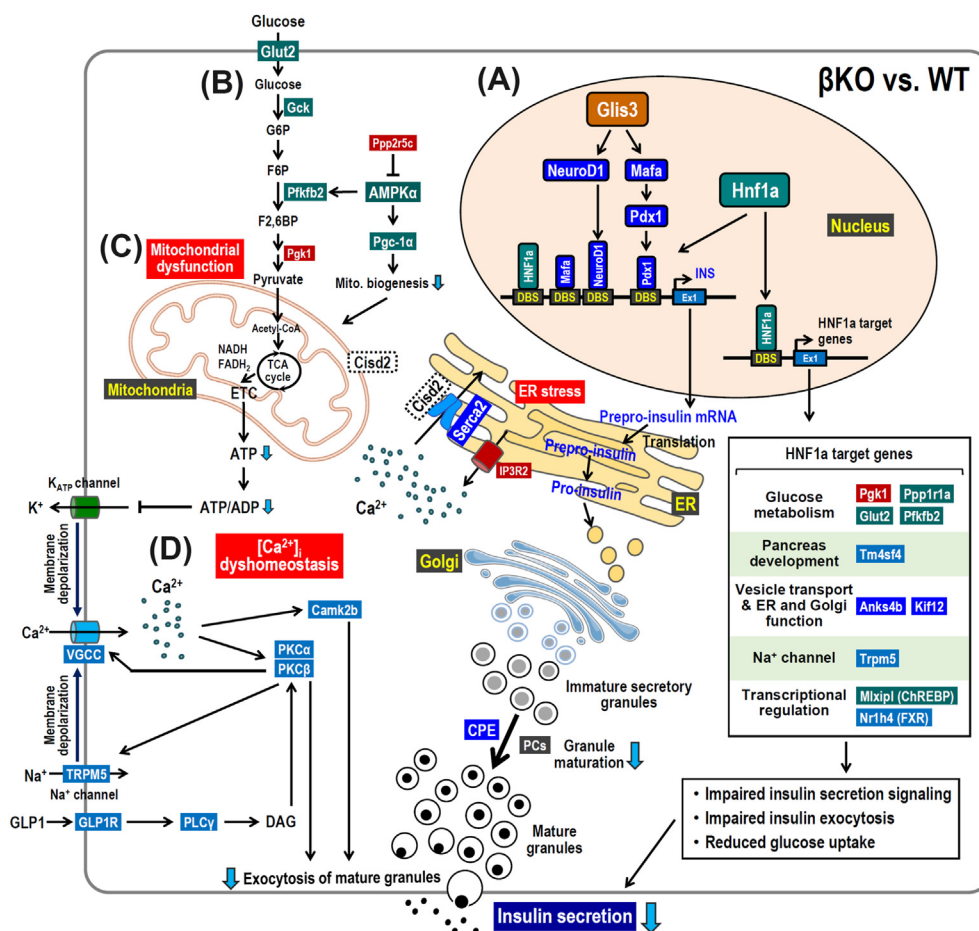 Glucose
Glut2
(B)
Glucose
Gck
G6P
F6P
Pfkfb2
F2,6BP
Pgk1
Pyruvate
Ppp2r5c
AMPKα
Pgc-1α
Mito. biogenesis
(A)
βKO vs. WT
Glis3
NeuroD1
Mafa
Pdx1
Hnf1a
Nucleus
HNF1a
Mafa
NeuroD1
Pdx1
DBS
DBS
DBS
DBS
INS
Ex1
HNF1a
DBS
HNF1a target
genes
Ex1
(C)
Mitochondrial
dysfunction
Acetyl-CoA
NADH
FADH2
TCA
cycle
ETC
Mitochondria
Cisd2
ATP
ATP/ADP
KATP channel
K+
Cisd2
Serca2
ER stress
IP3R2
Ca2+
Prepro-insulin mRNA
Translation
Prepro-insulin
Pro-insulin
ER
Golgi
HNF1a target genes
Glucose
metabolism
Pgk1
Ppp1r1a
Glut2
Pfkfb2
Pancreas
development
Tm4sf4
Vesicle transport
& ER and Golgi
function
Anks4b
Kif12
Na+ channel
Trpm5
Transcriptional
regulation
Mlxipl (ChREBP)
Nr1h4 (FXR)
(D)
[Ca2+]i
dyshomeostasis
Membrane
depolarization
Ca2+
Ca2+
VGCC
Camk2b
PKCα
PKCβ
Membrane
depolarization
Na+
TRPM5
Na+ channel
GLP1
GLP1R
PLCγ
DAG
Immature secretory
granules
CPE
PCs
Granule
maturation
Mature
granules
Exocytosis of mature granules
Insulin secretion
• Impaired insulin secretion signaling
• Impaired insulin exocytosis
• Reduced glucose uptake